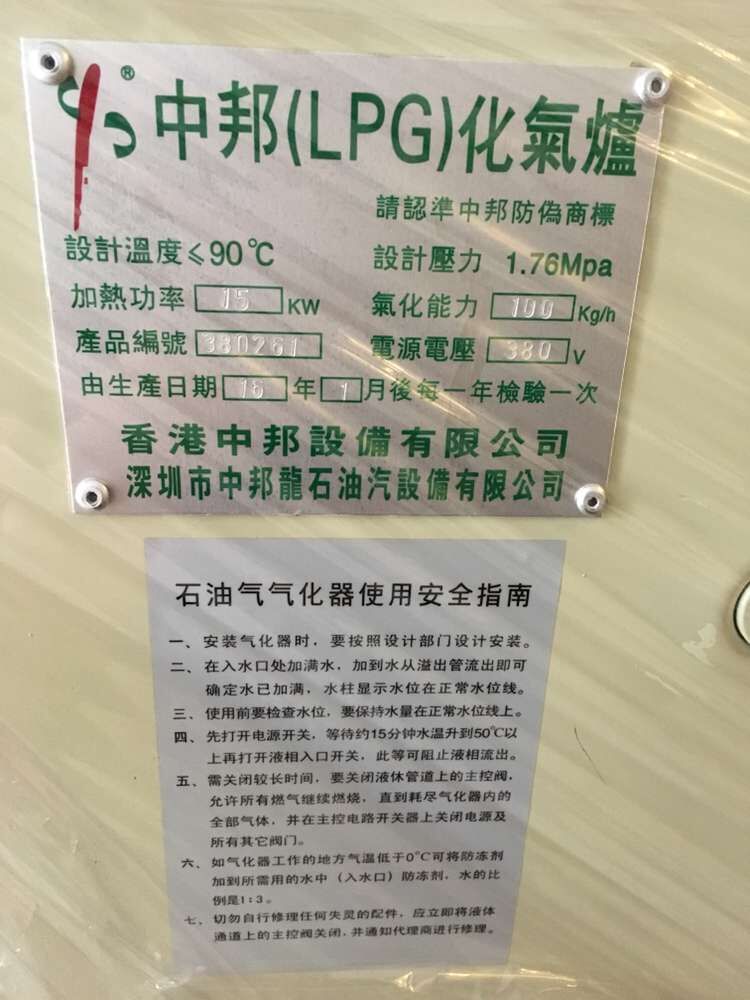 ®
中邦(LPG)化氣爐
請認準中邦防偽商標
設計溫度≤90℃ 設計壓力 1.76Mpa
加熱功率 15 KW 氣化能力 100 Kg/h
產品編號 380261 電源電壓 380 V
由生產日期 16 年 1 月後每一年檢驗一次
香港中邦設備有限公司
深圳市中邦龍石油汽設備有限公司
石油气气化器使用安全指南
一、安装气化器时，要按照设计部门设计安装。
二、在入水口处加满水，加到水从溢出管流出即可
确定水已加满，水柱显示水位在正常水位线。
三、使用前要检查水位，要保持水量在正常水位线上。
四、先打开电源开关，等待约15分钟水温升到50℃以
上再打开液相入口开关，此等可阻止液相流出。
五、需关闭较长时间，要关闭液体管道上的主控阀，
允许所有燃气继续燃烧，直到耗尽气化器内的
全部气体，并在主控电路开关器上关闭电源及
所有其它阀门。
六、如气化器工作的地方气温低于0℃可将防冻剂
加到所需用的水中（入水口）防冻剂，水的比
例是1:3。
七、切勿自行修理任何失灵的配件，应立即将液体
通道上的主控阀关闭，并通知代理商进行修理。